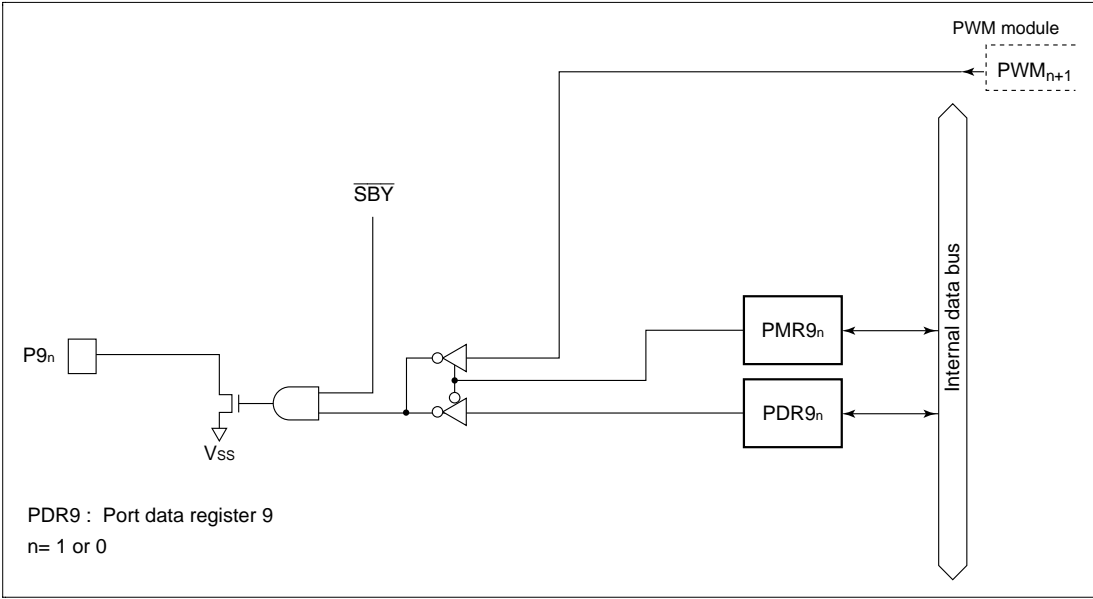 PWM module
PWMn+1
SBY
Internal data bus
PMR9n
P9n
PDR9n
VSS
PDR9 : Port data register 9
n= 1 or 0